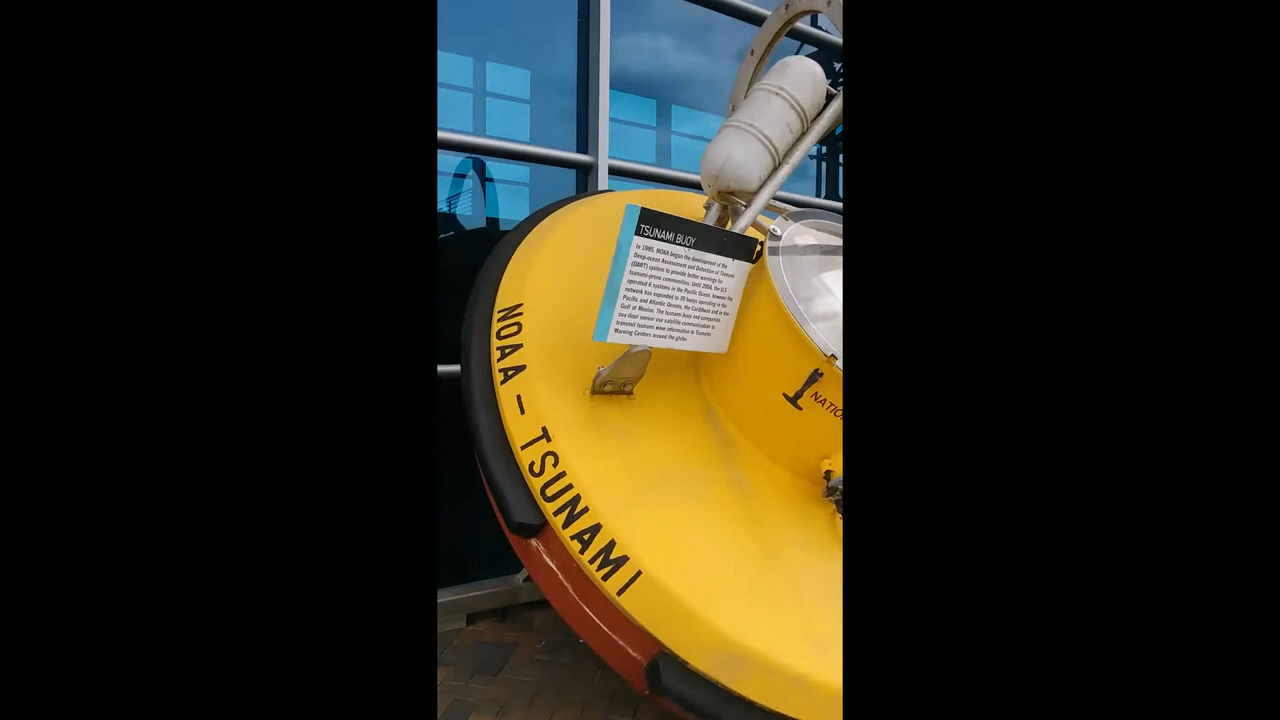 TSUNAMI BUOY
In 1995, NOAA began the development of the
Deep-ocean Assessment and Detection of Tsunami
(DART) system to provide better warnings for
tsunami-prone communities. Until 2004, the U.S
operated 6 systems in the Pacific Ocean, however the
network has expanded to 39 buoys operating in the
Pacific and Atlantic Oceans, the Caribbean and in the
Gulf of Mexico. The tsunami buoy and companion
sea-floor sensor use satellite communication to
transmit tsunami wave information to Tsunami
Warning Centers around the globe.
NOAA - TSUNAMI
NATIO